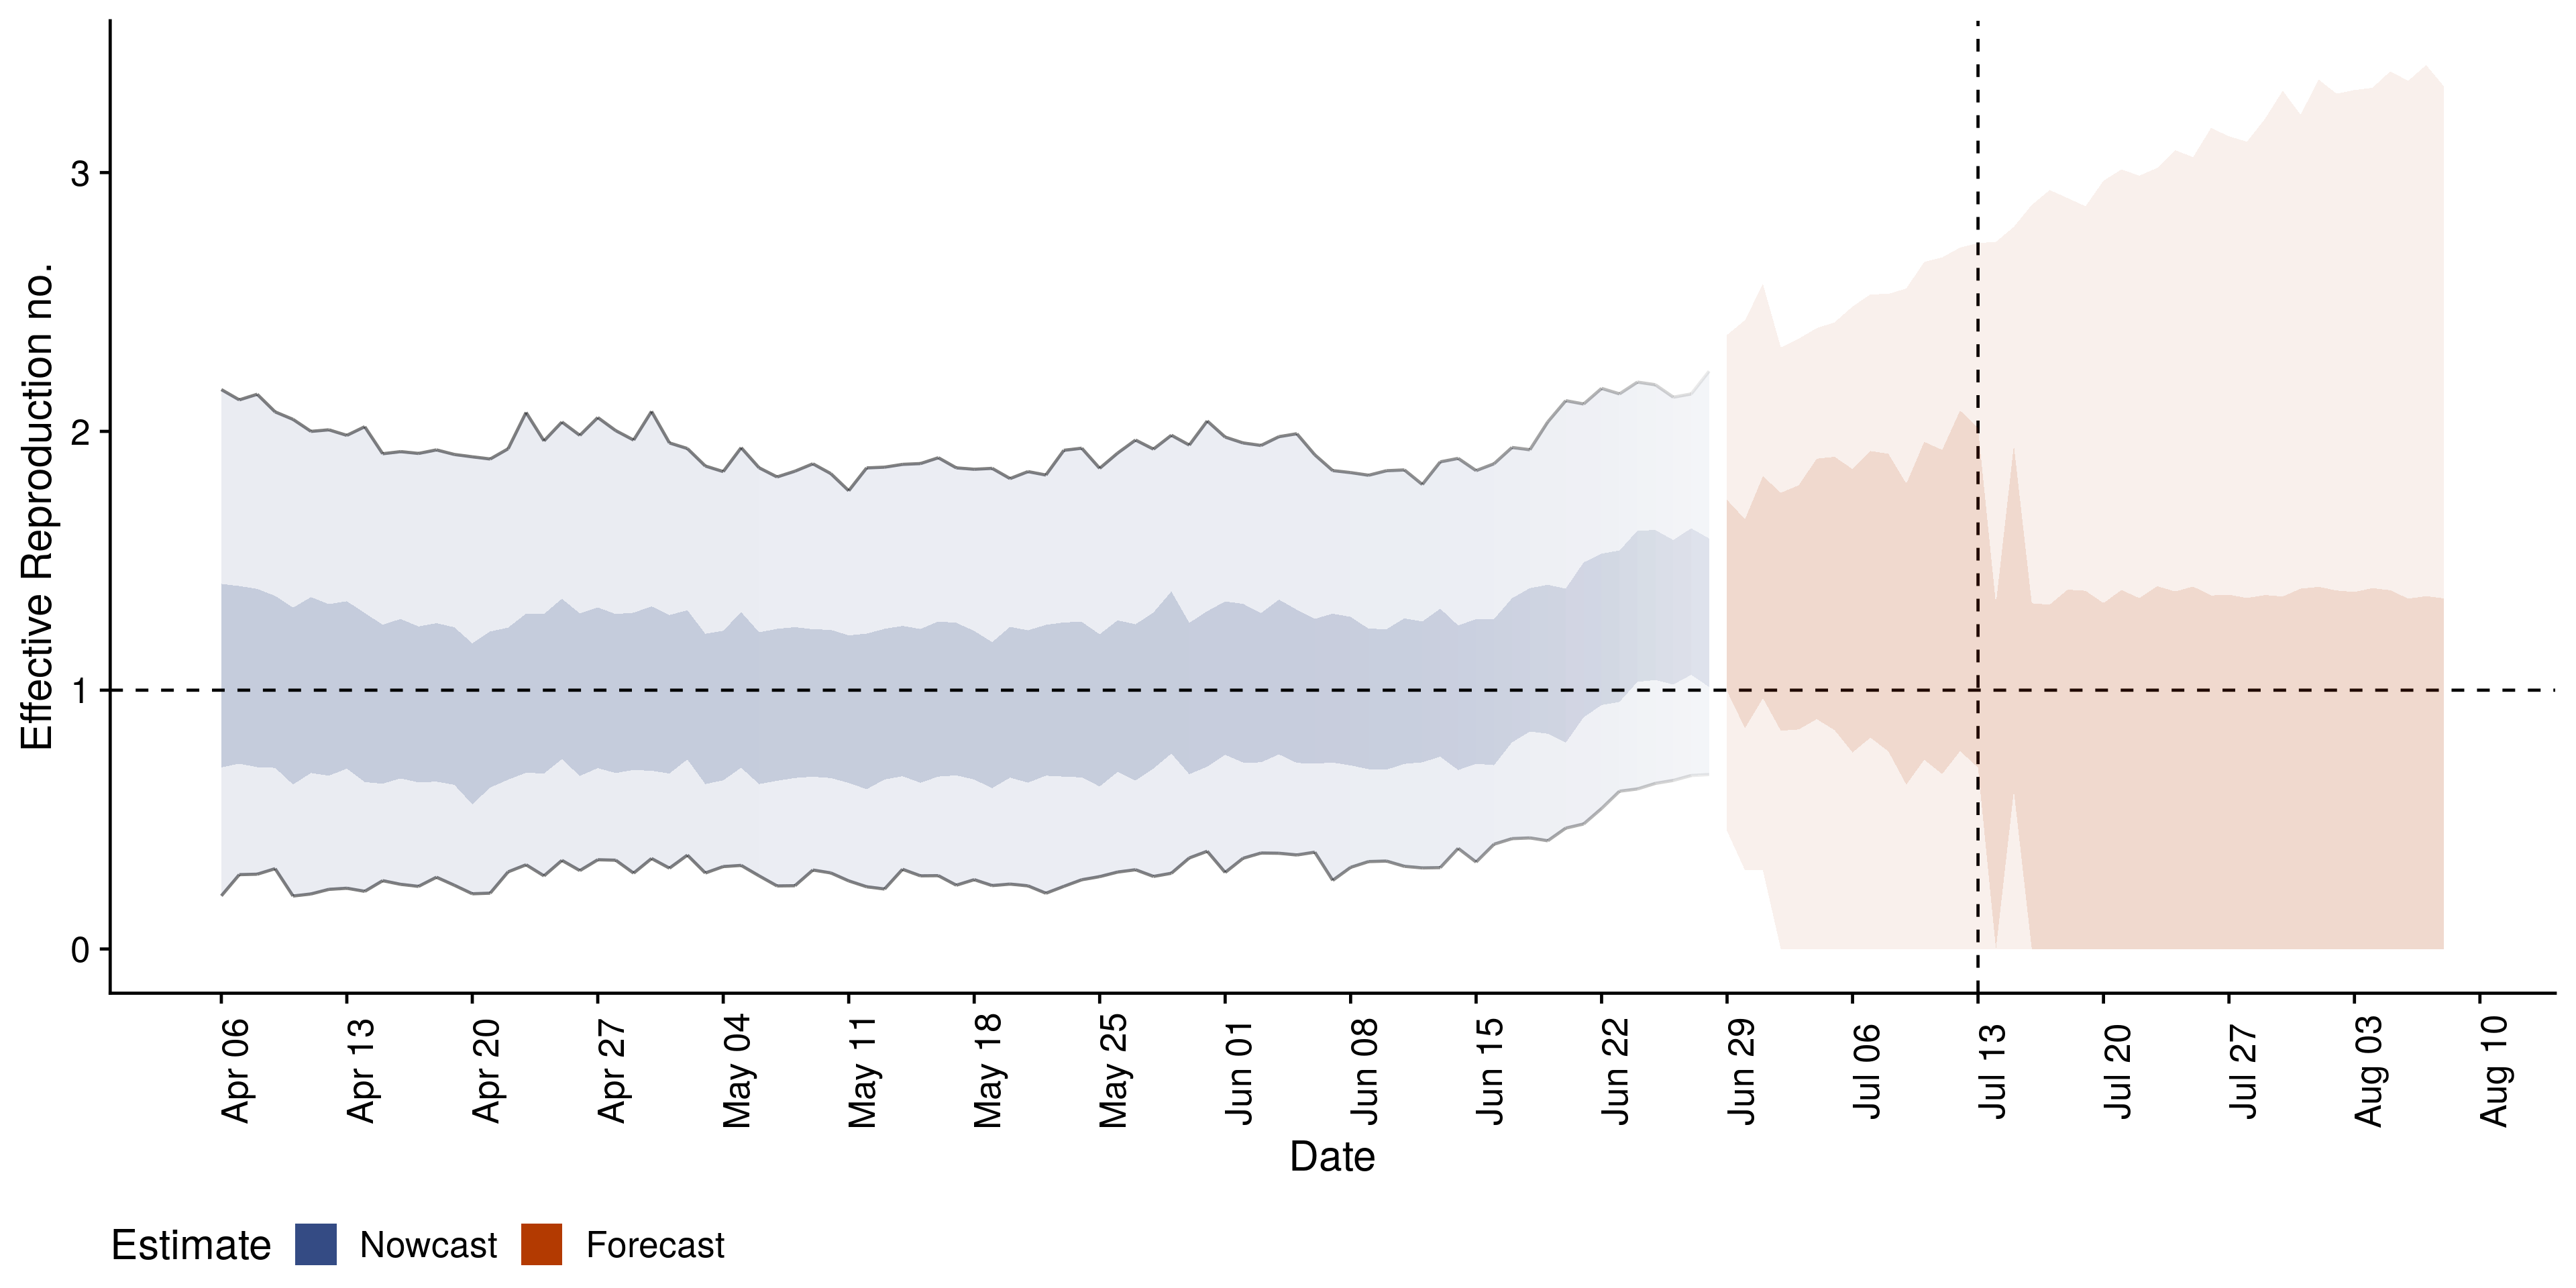 Effective Reproduction no.
3
2
1
0
Apr 06
Apr 13
Apr 20
Apr 27
May 04
May 11
May 18
May 25
Jun 01
Jun 08
Jun 15
Jun 22
Jun 29
Jul 06
Jul 13
Jul 20
Jul 27
Aug 03
Aug 10
Date
Estimate Nowcast Forecast